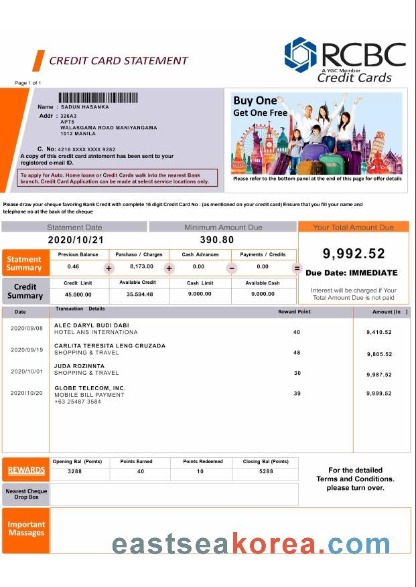 CREDIT CARD STATEMENT
RCBC
A YGC Member
Credit Cards
Page 1 of 1
Name : SADUN HASANKA
Addr : 326A3
APTS
WALASGAMA ROAD MANIYANGAMA
1012 MANILA
C. No: 4218 XXXX XXXX 6262
A copy of this card statement has been sent to your
registered e-mail ID.
To apply for Auto. Home loasn or Credit Cards walk into the nearest Bank
branch. Credit Card Application can be made at select service locations only.
Buy One
Get One Free
Please refer to the bottom panel at the end of this page for offer details
Please draw your cheque favoring Bank Credit with complete 16 digit Credit Card No : (as mentioned on your credit card) Ensure that you fill your name and
telephone no at the back of the cheque
Statement Date
Minimum Amount Due
Your Total Amount Due
2020/10/21
390.80
9,992.52
Statment
Summary
Previous Balance
Purchase / Charges
Cash Advances
Payments / Credits
0.46
+
8,173.00
+
0.00
−
0.00
=
Due Date: IMMEDIATE
Credit
Summary
Credit Limit
Available Credit
Cash Limit
Available Cash
45,000.00
35,594.48
9,000.00
9,000.00
Interest will be charged if Your
Total Amount Due is not paid
Date
Transaction Details
Reward Point
Amount (in )
2020/09/08
ALEC DARYL BUDI DABI
HOTEL ANS INTERNATIONA
40
9,410.52
2020/09/19
CARLITA TERESITA LENG CRUZADA
SHOPPING & TRAVEL
48
9,805.52
2020/10/01
JUDA ROZINNTA
SHOPPING & TRAVEL
30
9,987.52
2020/10/20
GLOBE TELECOM, INC.
MOBILE BILL PAYMENT
+63 25467 3584
39
9,999.52
REWARDS
Opening Bal (Points)
Points Earned
Points Redeemed
Closing Bal (Points)
3288
40
10
5288
For the detailed
Terms and Conditions.
please turn over.
Nearest Cheque
Drop Box
Important
Massages
eastseakorea.com